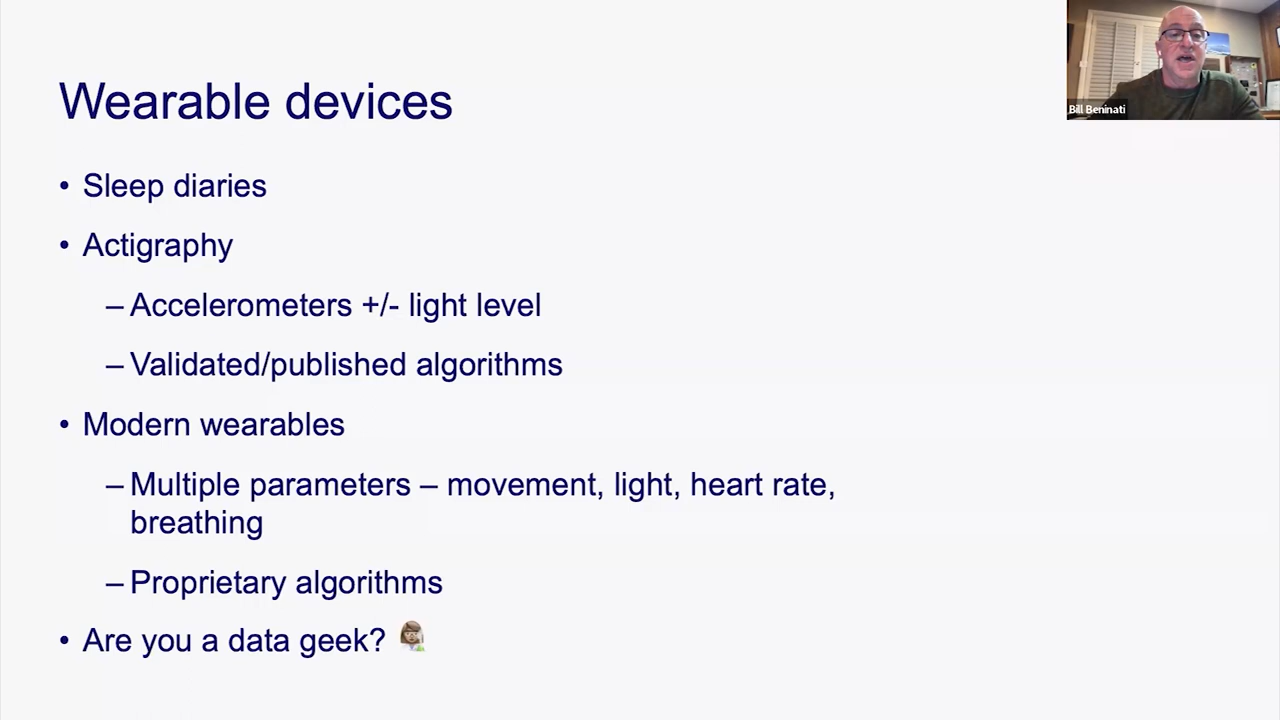 Wearable devices
• Sleep diaries
• Actigraphy
– Accelerometers +/- light level
– Validated/published algorithms
• Modern wearables
– Multiple parameters – movement, light, heart rate,
breathing
– Proprietary algorithms
• Are you a data geek?
Bill Beninati